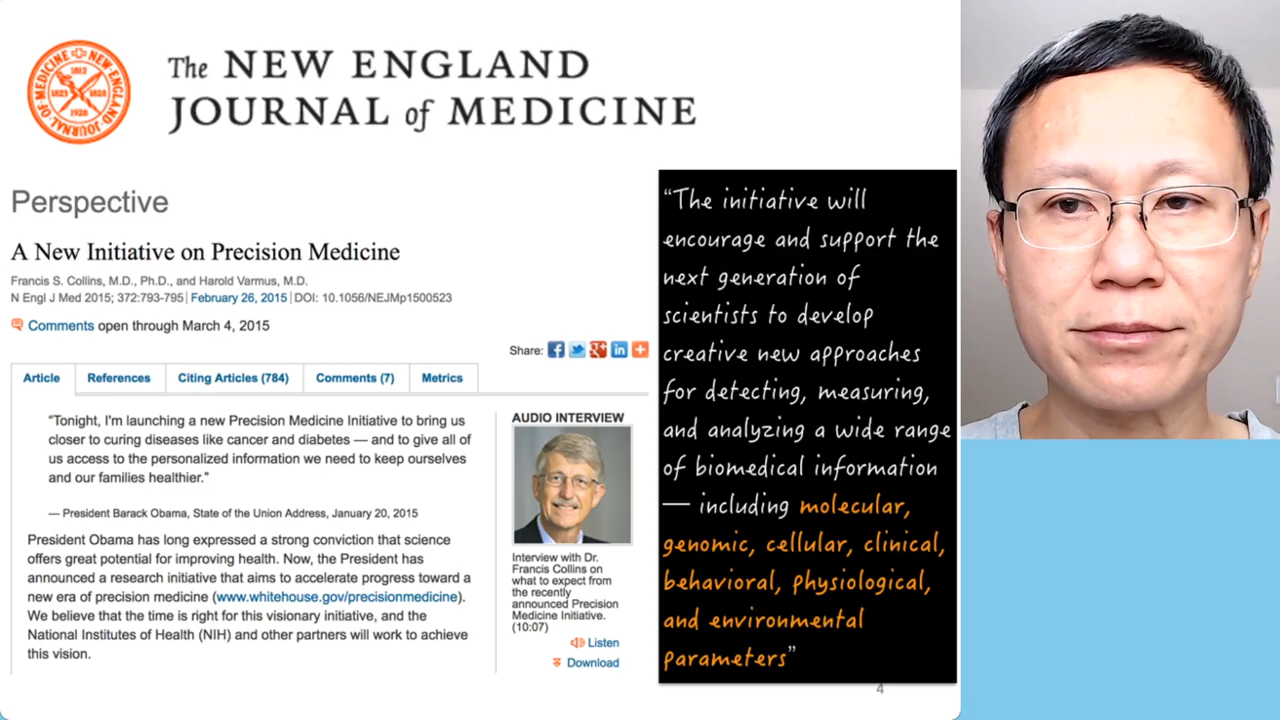 The NEW ENGLAND
JOURNAL of MEDICINE
Perspective
A New Initiative on Precision Medicine
Francis S. Collins, M.D., Ph.D., and Harold Varmus, M.D.
N Engl J Med 2015; 372:793-795 | February 26, 2015 | DOI: 10.1056/NEJMp1500523
Comments open through March 4, 2015
Share:
Article
References
Citing Articles (784)
Comments (7)
Metrics
“Tonight, I'm launching a new Precision Medicine Initiative to bring us
closer to curing diseases like cancer and diabetes — and to give all of
us access to the personalized information we need to keep ourselves
and our families healthier.”
— President Barack Obama, State of the Union Address, January 20, 2015
President Obama has long expressed a strong conviction that science
offers great potential for improving health. Now, the President has
announced a research initiative that aims to accelerate progress toward a
new era of precision medicine (www.whitehouse.gov/precisionmedicine).
We believe that the time is right for this visionary initiative, and the
National Institutes of Health (NIH) and other partners will work to achieve
this vision.
AUDIO INTERVIEW
Interview with Dr.
Francis Collins on
what to expect from
the recently
announced Precision
Medicine Initiative.
(10:07)
Listen
Download
“The initiative will
encourage and support the
next generation of
scientists to develop
creative new approaches
for detecting, measuring,
and analyzing a wide range
of biomedical information
— including molecular,
genomic, cellular, clinical,
behavioral, physiological,
and environmental
parameters”
4